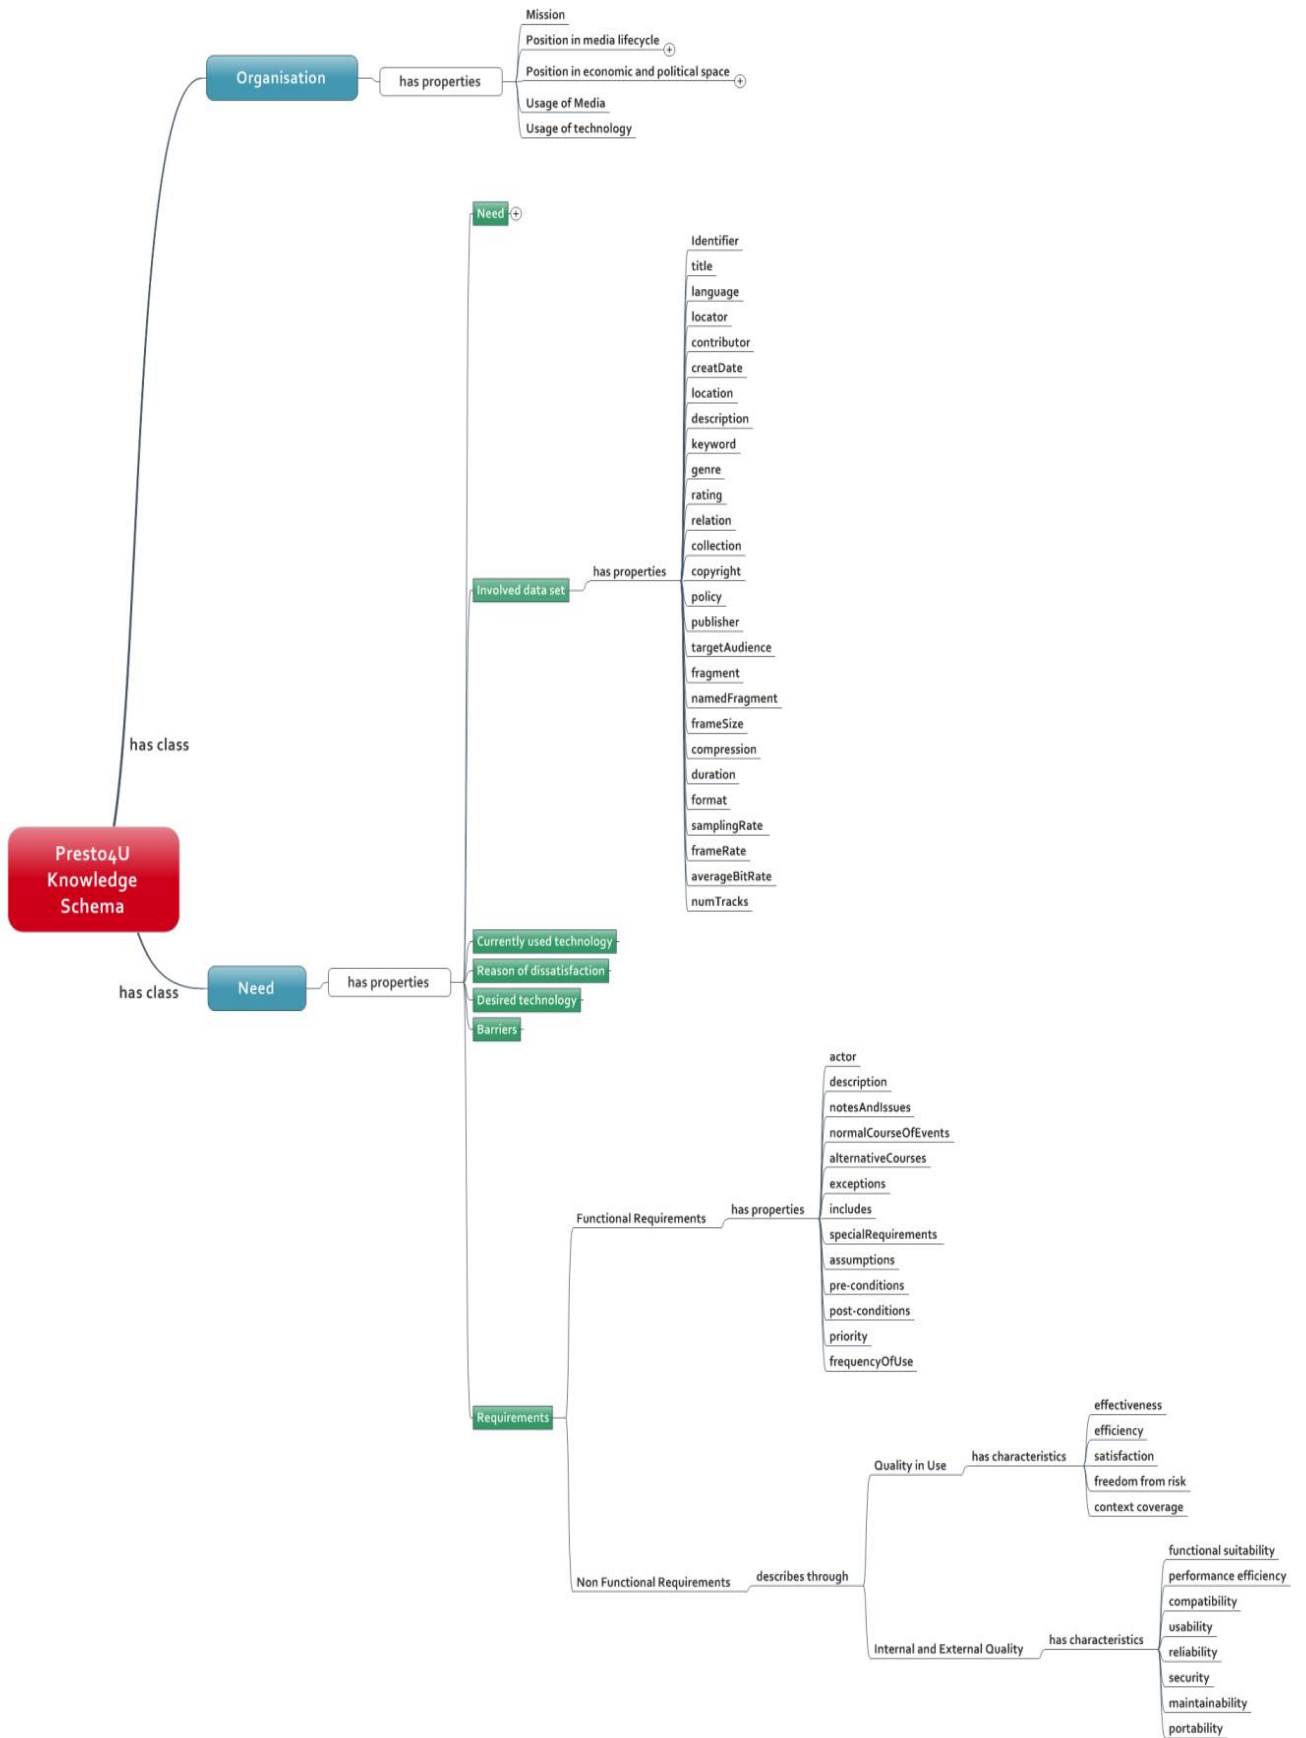 Mission
Position in media lifecycle
Position in economic and political space
Usage of Media
Usage of technology
Organisation
has properties
Need
Identifier
title
language
locator
contributor
creatDate
location
description
keyword
genre
rating
relation
collection
copyright
policy
publisher
targetAudience
fragment
namedFragment
frameSize
compression
duration
format
samplingRate
frameRate
averageBitRate
numTracks
Involved data set
has properties
has class
Presto4U
Knowledge
Schema
has class
Need
has properties
Currently used technology
Reason of dissatisfaction
Desired technology
Barriers
actor
description
notesAndIssues
normalCourseOfEvents
alternativeCourses
exceptions
includes
specialRequirements
assumptions
pre-conditions
post-conditions
priority
frequencyOfUse
Functional Requirements
has properties
Requirements
effectiveness
efficiency
satisfaction
freedom from risk
context coverage
Quality in Use
has characteristics
Non Functional Requirements
describes through
functional suitability
performance efficiency
compatibility
usability
reliability
security
maintainability
portability
Internal and External Quality
has characteristics